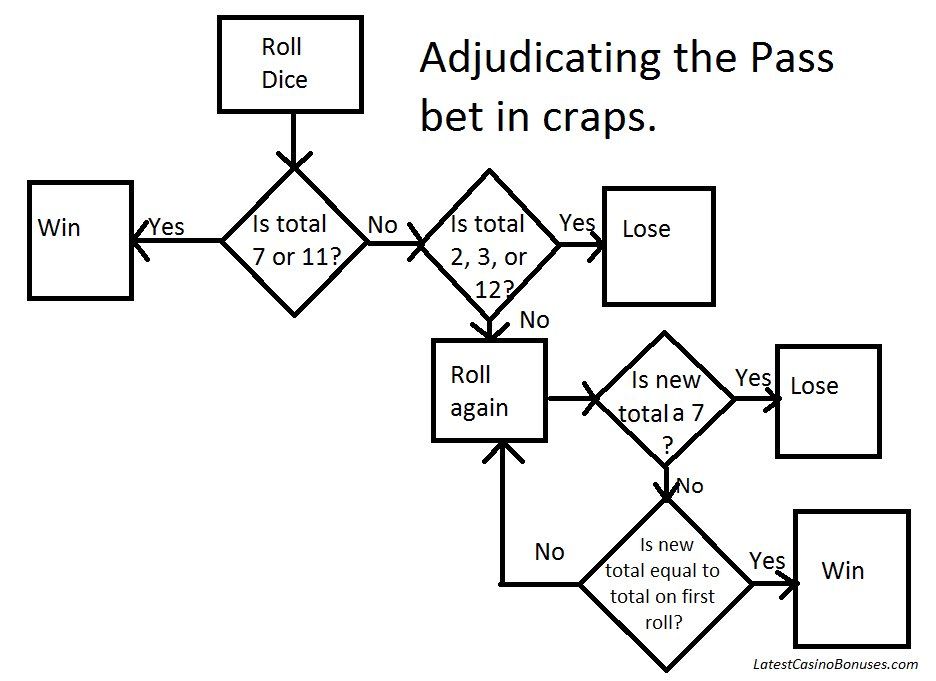 Adjudicating the Pass
bet in craps.
Roll
Dice
Is total
7 or 11?
Yes
Win
No
Is total
2, 3, or
12?
Yes
Lose
No
Roll
again
Is new
total a 7
?
Yes
Lose
No
Is new
total equal to
total on first
roll?
No
Yes
Win
LatestCasinoBonuses.com